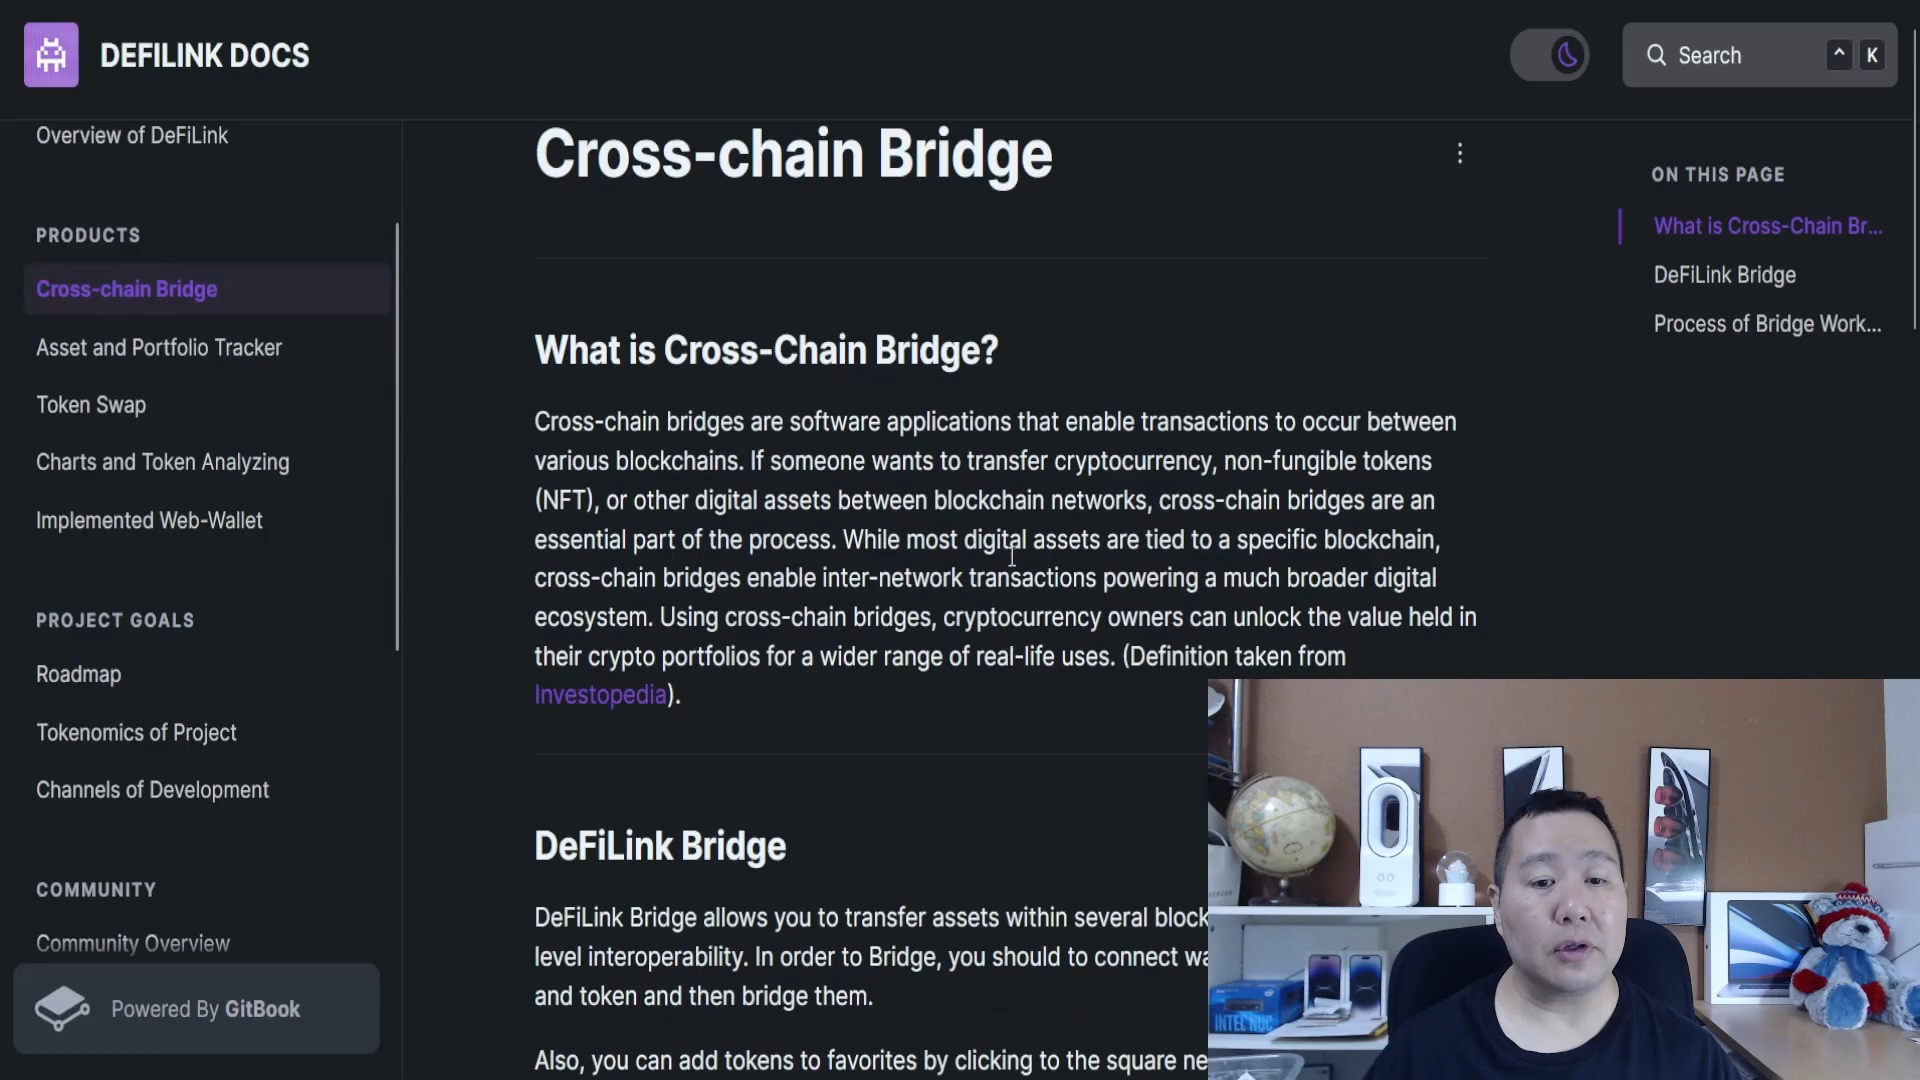 DEFILINK DOCS
Search
^
K
Overview of DeFiLink
PRODUCTS
Cross-chain Bridge
Asset and Portfolio Tracker
Token Swap
Charts and Token Analyzing
Implemented Web-Wallet
PROJECT GOALS
Roadmap
Tokenomics of Project
Channels of Development
COMMUNITY
Community Overview
Powered By GitBook
Cross-chain Bridge
What is Cross-Chain Bridge?
Cross-chain bridges are software applications that enable transactions to occur between
various blockchains. If someone wants to transfer cryptocurrency, non-fungible tokens
(NFT), or other digital assets between blockchain networks, cross-chain bridges are an
essential part of the process. While most digital assets are tied to a specific blockchain,
cross-chain bridges enable inter-network transactions powering a much broader digital
ecosystem. Using cross-chain bridges, cryptocurrency owners can unlock the value held in
their crypto portfolios for a wider range of real-life uses. (Definition taken from
Investopedia).
DeFiLink Bridge
DeFiLink Bridge allows you to transfer assets within several block
level interoperability. In order to Bridge, you should to connect wa
and token and then bridge them.
Also, you can add tokens to favorites by clicking to the square ne
ON THIS PAGE
What is Cross-Chain Br...
DeFiLink Bridge
Process of Bridge Work...
INTEL NUC